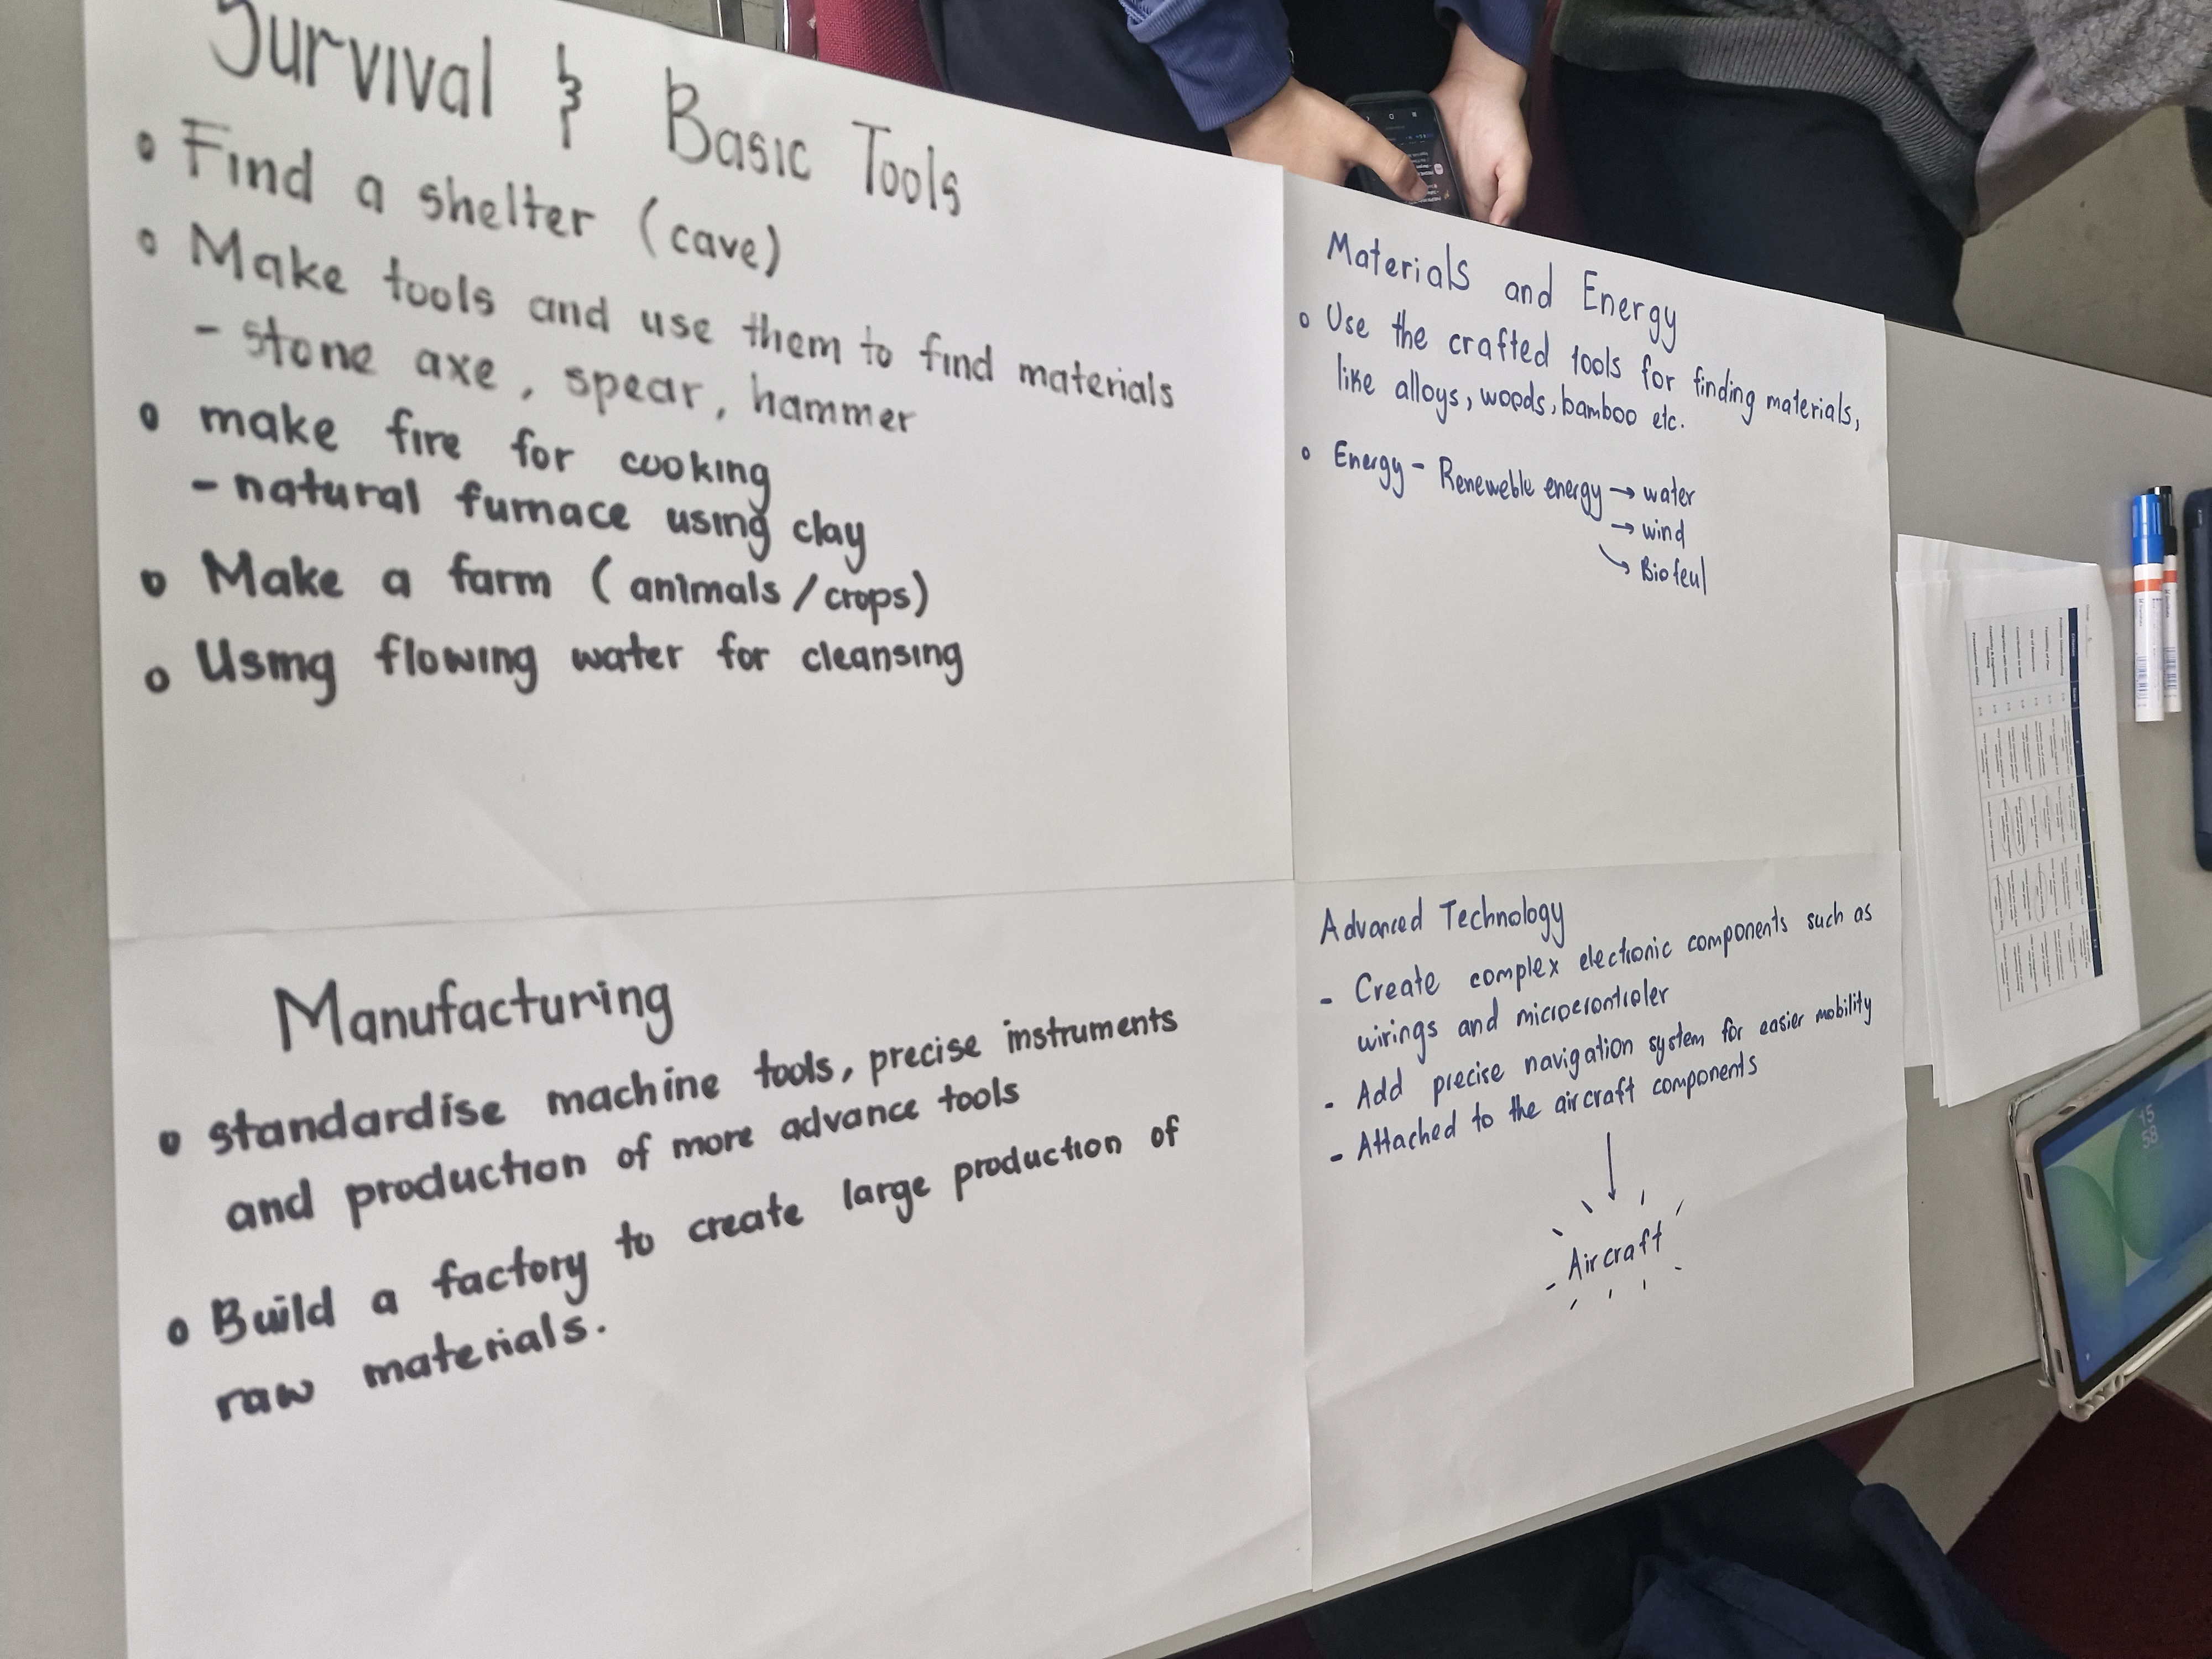 Survival & Basic Tools
Find a shelter (cave)
Make tools and use them to find materials
- stone axe, spear, hammer
make fire for cooking
- natural furnace using clay
Make a farm (animals/crops)
Using flowing water for cleansing
Materials and Energy
Use the crafted tools for finding materials,
like alloys, woods, bamboo etc.
Energy - Reneweble energy → water
→ wind
→ Biofeul
Manufacturing
standardise machine tools, precise instruments
and production of more advance tools
Build a factory to create large production of
raw materials.
Advanced Technology
- Create complex electronic components such as
wirings and microcontroler
- Add precise navigation system for easier mobility
- Attached to the aircraft components
Aircraft
15
58